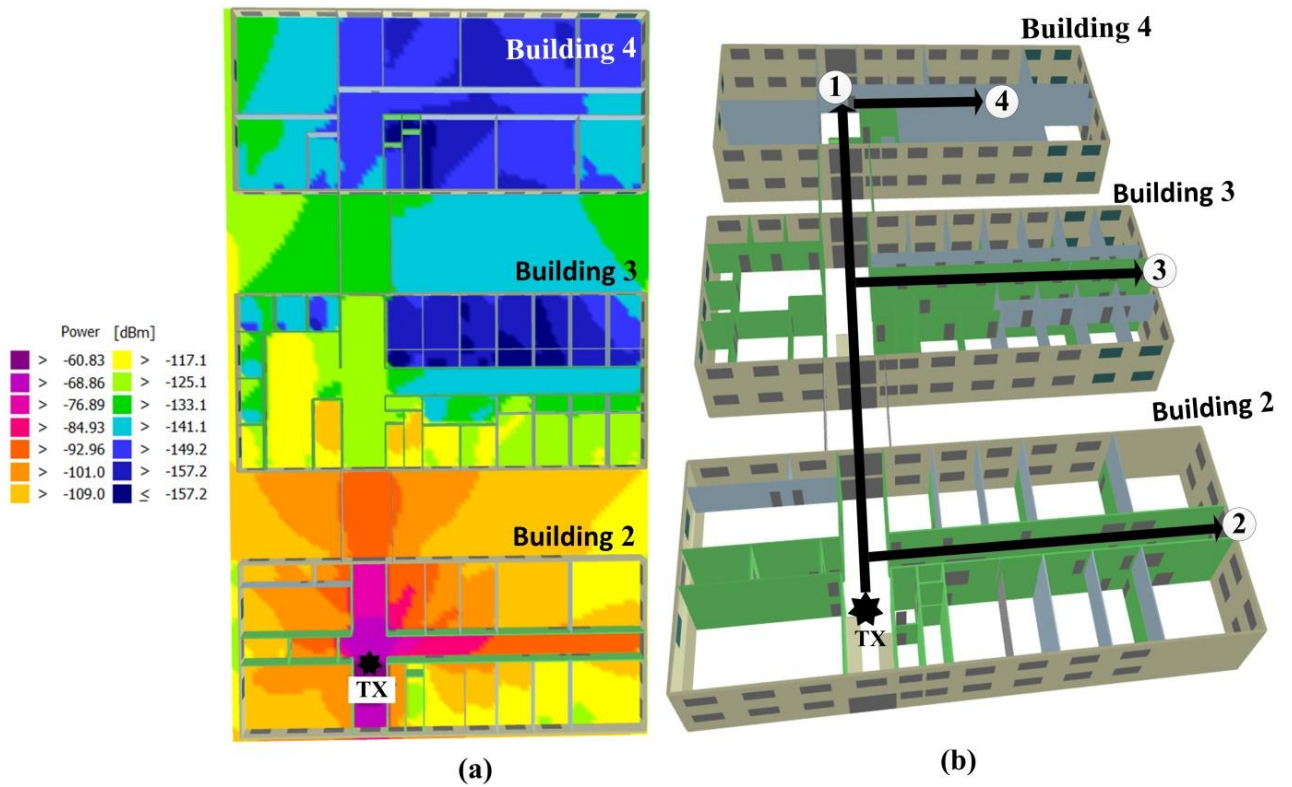 Building 4
Building 3
Building 2
TX
Power [dBm]
> -60.83 > -117.1
> -68.86 > -125.1
> -76.89 > -133.1
> -84.93 > -141.1
> -92.96 > -149.2
> -101.0 > -157.2
> -109.0 ≤ -157.2
(a)
Building 4
1
4
Building 3
3
Building 2
2
TX
(b)